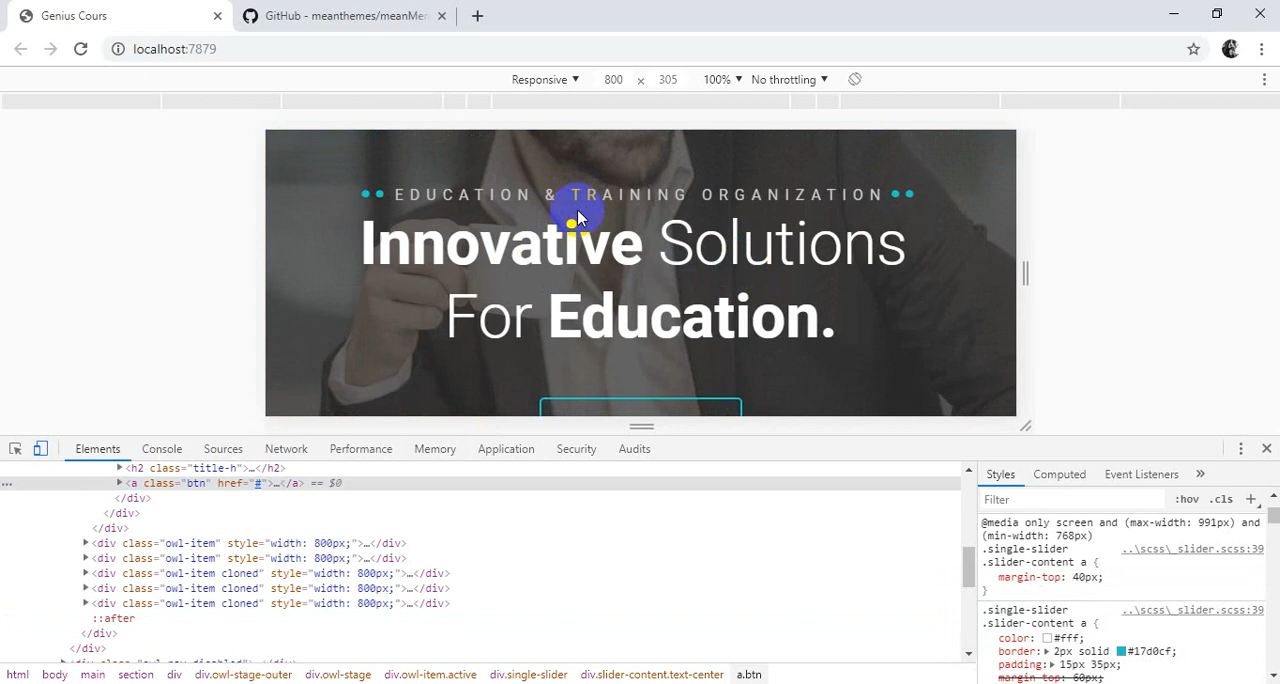 Genius Cours
GitHub - meanthemes/meanMen
localhost:7879
Responsive ▼ 800 x 305 100% ▼ No throttling ▼
EDUCATION & TRAINING ORGANIZATION
Innovative Solutions
For Education.
Elements Console Sources Network Performance Memory Application Security Audits
<h2 class="title-h">…</h2>
<a class="btn" href="#">…</a> == $0
</div>
</div>
</div>
<div class="owl-item" style="width: 800px;">…</div>
<div class="owl-item" style="width: 800px;">…</div>
<div class="owl-item cloned" style="width: 800px;">…</div>
<div class="owl-item cloned" style="width: 800px;">…</div>
<div class="owl-item cloned" style="width: 800px;">…</div>
::after
</div>
</div>
html body main section div div.owl-stage-outer div.owl-stage div.owl-item.active div.single-slider div.slider-content.text-center a.btn
Styles Computed Event Listeners »
Filter :hov .cls +
@media only screen and (max-width: 991px) and
(min-width: 768px)
.single-slider ..\scss\_slider.scss:39
.slider-content a {
margin-top: 40px;
}
.single-slider ..\scss\_slider.scss:39
.slider-content a {
color: #fff;
border: 2px solid #17d0cf;
padding: 15px 35px;
margin-top: 60px;